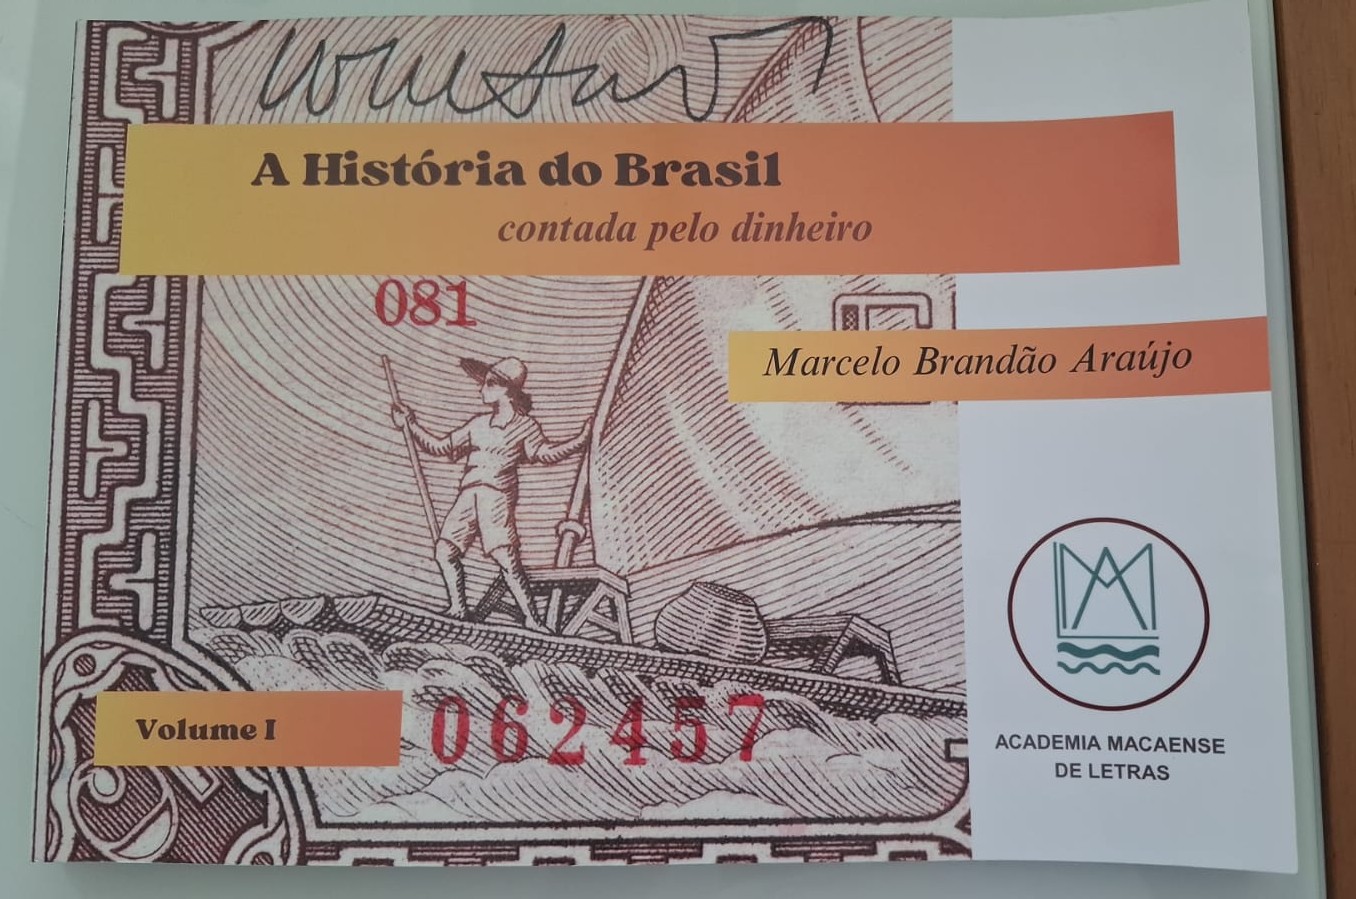 A História do Brasil
contada pelo dinheiro
081
Marcelo Brandão Araújo
Volume I
062457
ACADEMIA MACAENSE
DE LETRAS